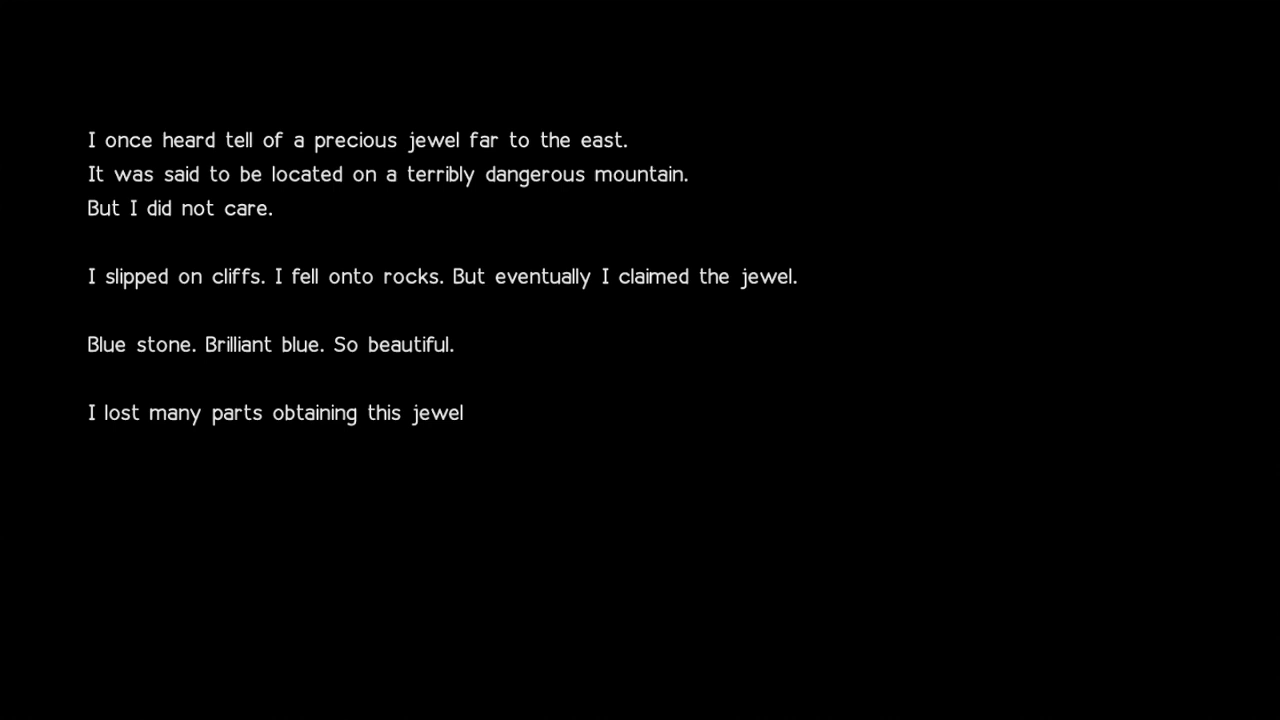 I once heard tell of a precious jewel far to the east.
It was said to be located on a terribly dangerous mountain.
But I did not care.
I slipped on cliffs. I fell onto rocks. But eventually I claimed the jewel.
Blue stone. Brilliant blue. So beautiful.
I lost many parts obtaining this jewel